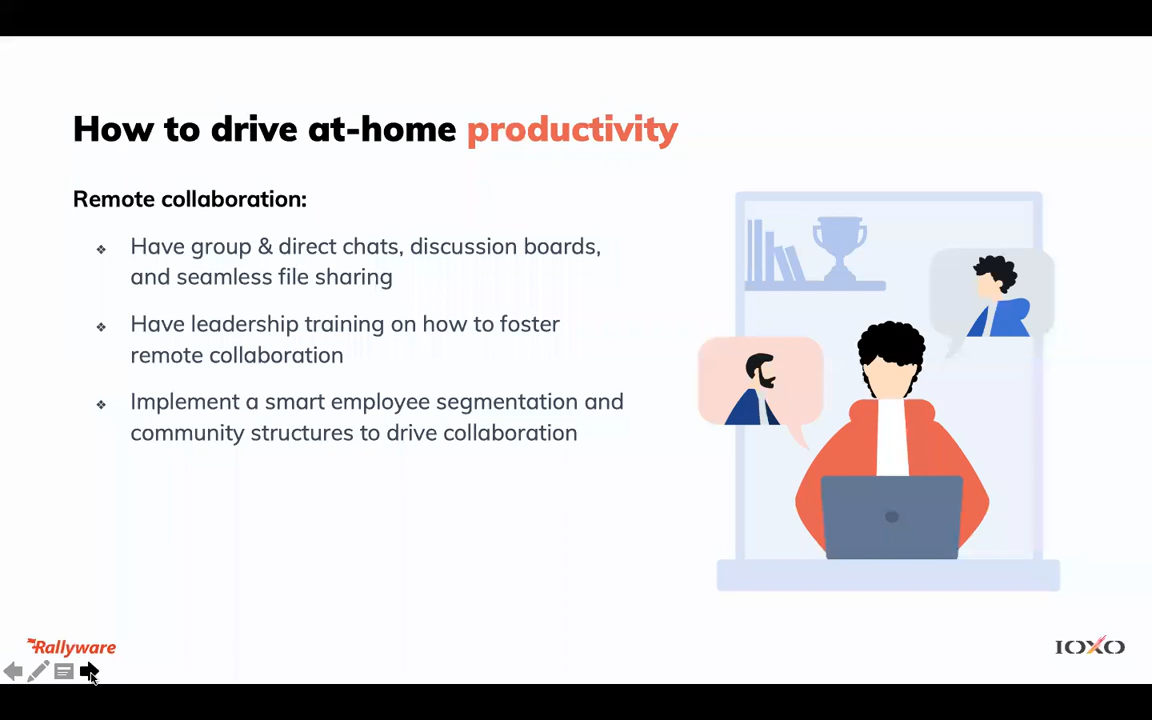 How to drive at-home productivity
Remote collaboration:
❖ Have group & direct chats, discussion boards,
and seamless file sharing
❖ Have leadership training on how to foster
remote collaboration
❖ Implement a smart employee segmentation and
community structures to drive collaboration
Rallyware
IOXO